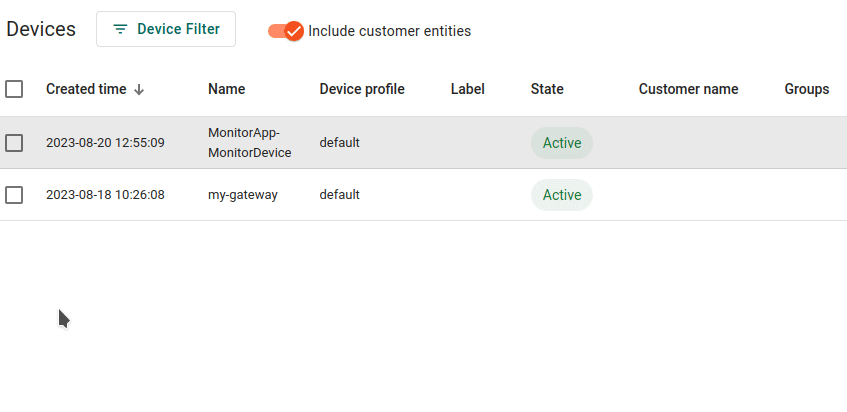 Devices Device Filter Include customer entities
Created time Name Device profile Label State Customer name Groups
2023-08-20 12:55:09 MonitorApp-
MonitorDevice default Active
2023-08-18 10:26:08 my-gateway default Active